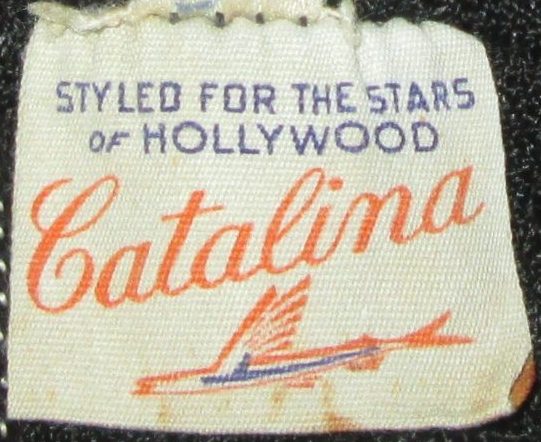 STYLED FOR THE STARS
OF HOLLYWOOD
Catalina